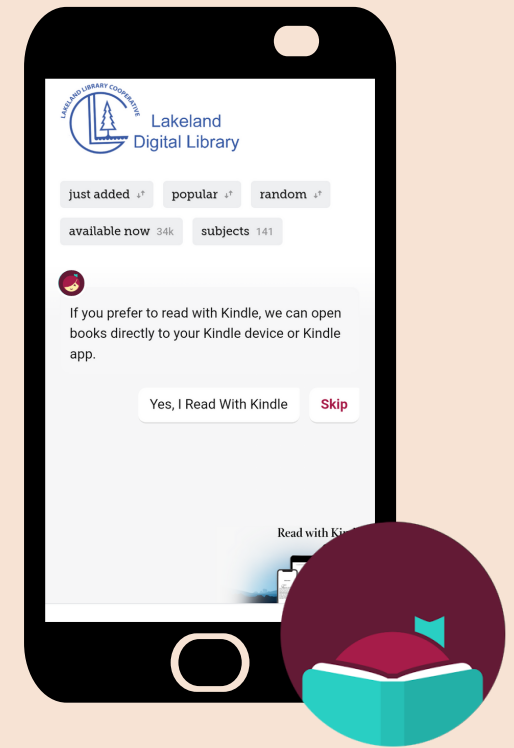 LAKELAND LIBRARY COOPERATIVE
Lakeland
Digital Library
just added
popular
random
available now 34k
subjects 141
If you prefer to read with Kindle, we can open
books directly to your Kindle device or Kindle
app.
Yes, I Read With Kindle
Skip
Read with